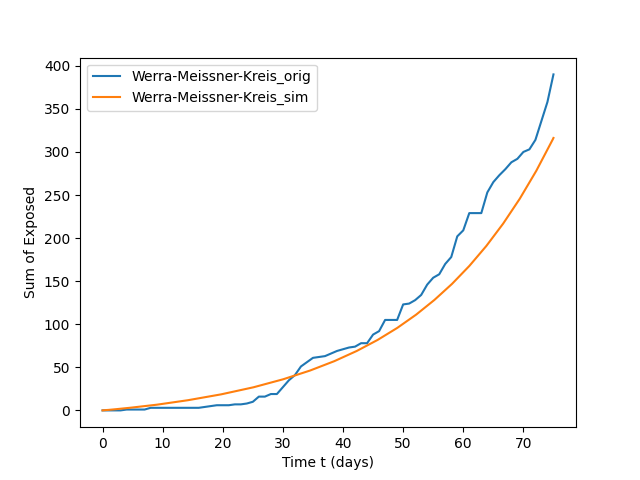 Werra-Meissner-Kreis_orig
Werra-Meissner-Kreis_sim
Sum of Exposed
400
350
300
250
200
150
100
50
0
0 10 20 30 40 50 60 70
Time t (days)